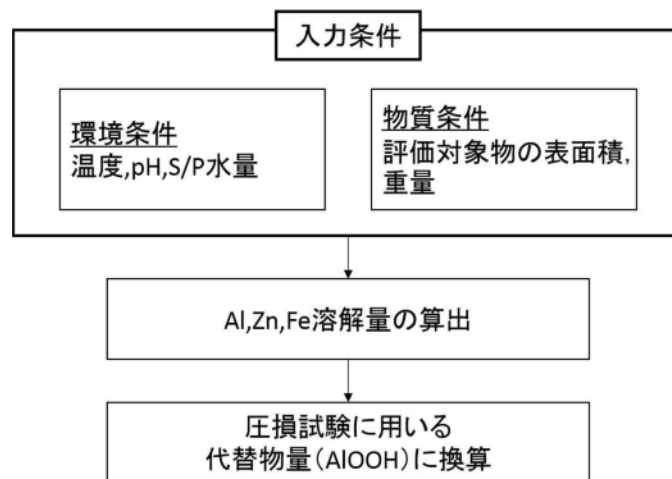 入力条件
環境条件
温度,pH,S/P水量
物質条件
評価対象物の表面積,
重量
Al,Zn,Fe溶解量の算出
圧損試験に用いる
代替物量(AlOOH)に換算